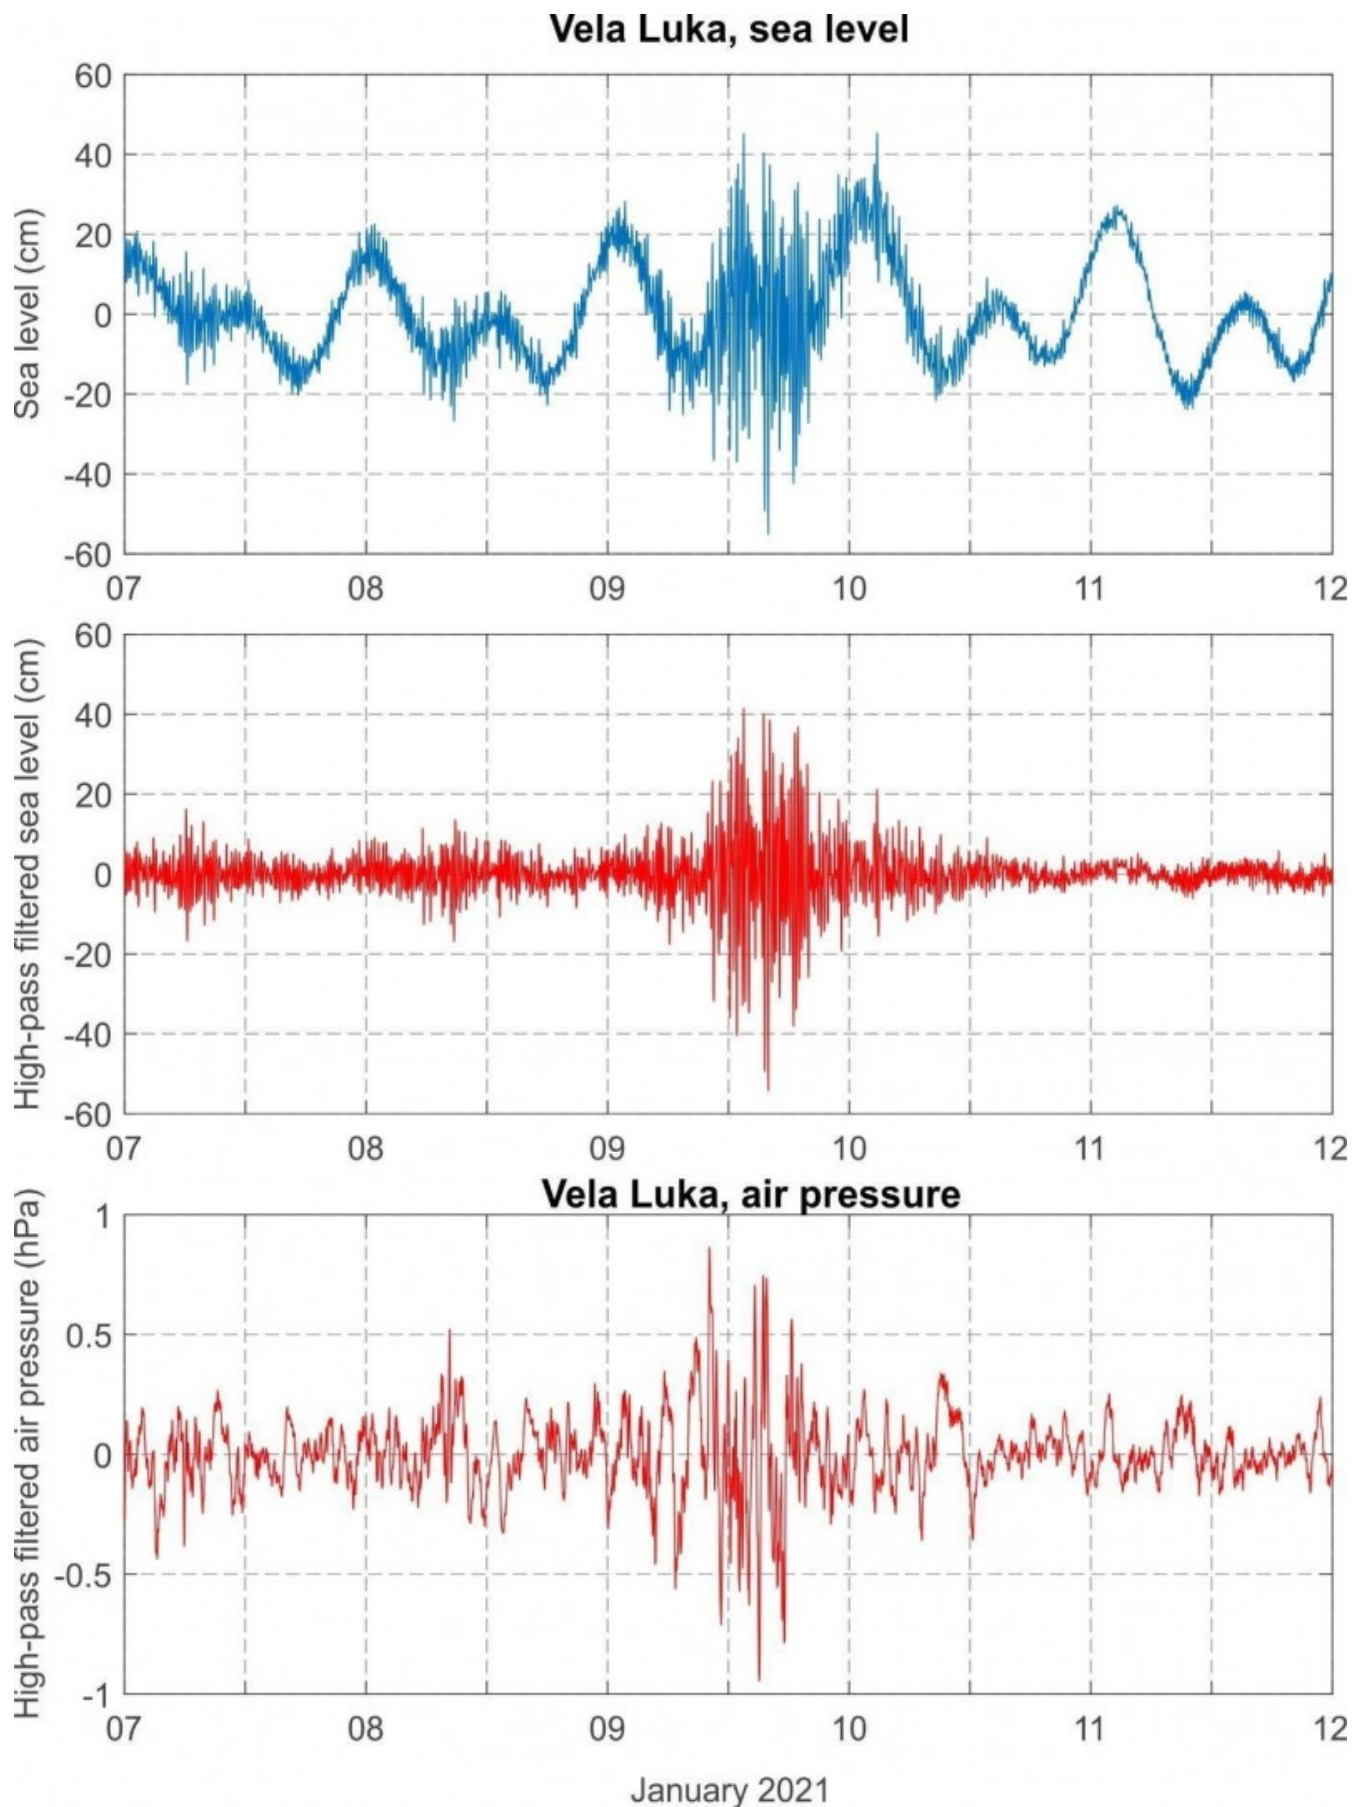 Vela Luka, sea level
Sea level (cm)
60
40
20
0
-20
-40
-60
07 08 09 10 11 12
High-pass filtered sea level (cm)
60
40
20
0
-20
-40
-60
07 08 09 10 11 12
Vela Luka, air pressure
High-pass filtered air pressure (hPa)
1
0.5
0
-0.5
-1
07 08 09 10 11 12
January 2021